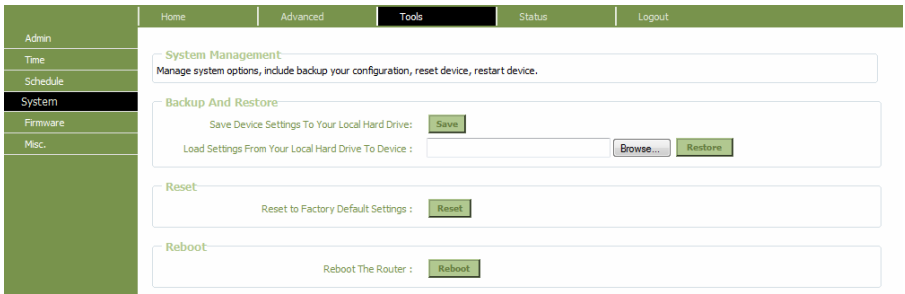 Home Advanced Tools Status Logout
Admin
Time
Schedule
System
Firmware
Misc.
System Management
Manage system options, include backup your configuration, reset device, restart device.
Backup And Restore
Save Device Settings To Your Local Hard Drive: Save
Load Settings From Your Local Hard Drive To Device : Browse... Restore
Reset
Reset to Factory Default Settings : Reset
Reboot
Reboot The Router : Reboot